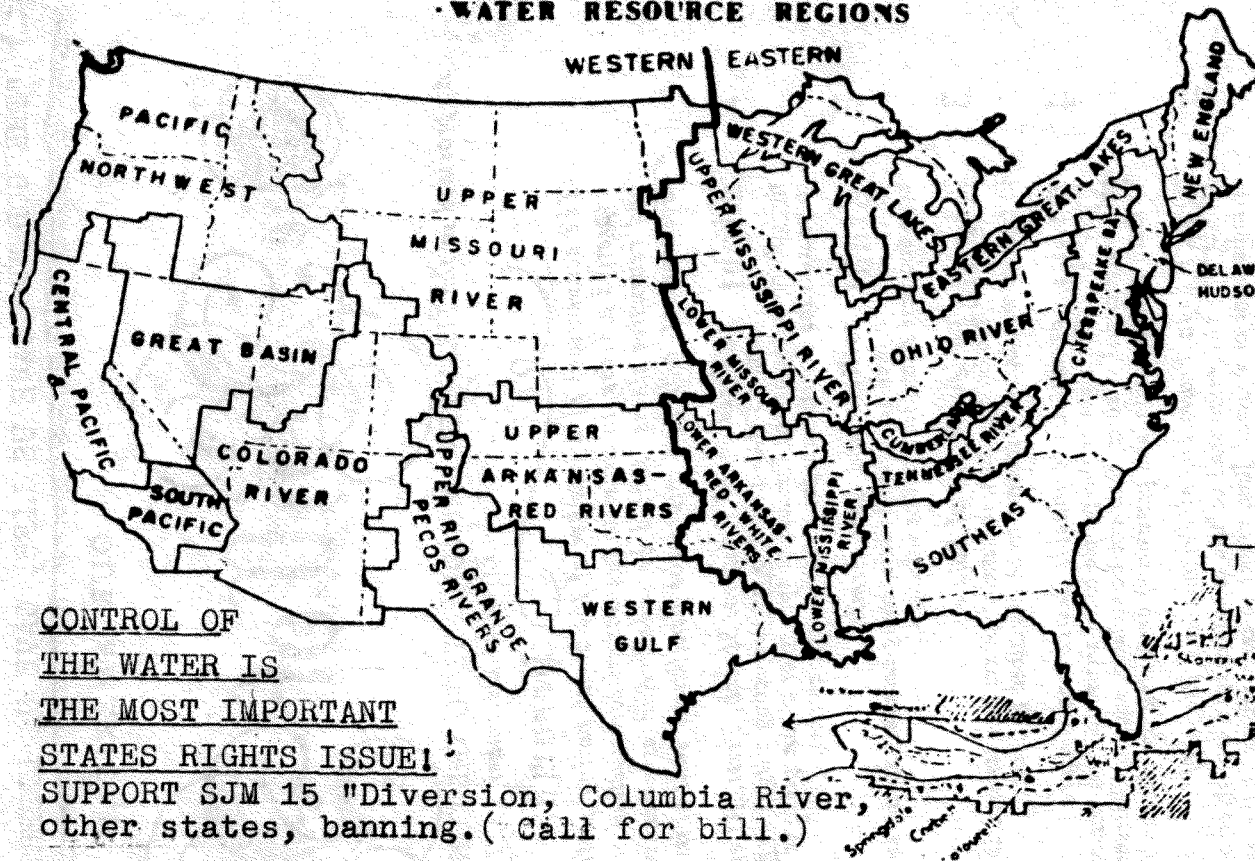 WATER RESOURCE REGIONS
WESTERN EASTERN
PACIFIC
NORTHWEST
UPPER
MISSOURI
RIVER
UPPER MISSISSIPPI RIVER
WESTERN GREAT LAKES
EASTERN GREAT LAKES
NEW ENGLAND
CHESAPEAKE BA
DELAW
HUDSO
CENTRAL PACIFIC
GREAT BASIN
LOWER MISSOURI
RIVER
OHIO RIVER
CUMBERLAND
TENNESSEE RIVER
COLORADO
RIVER
SOUTH
PACIFIC
UPPER RIO GRANDE
PECOS RIVERS
UPPER
ARKANSAS-
RED RIVERS
LOWER ARKANSAS-
RED-WHITE
RIVERS
LOWER MISSISSIPPI
RIVER
SOUTHEAST
WESTERN
GULF
CONTROL OF
THE WATER IS
THE MOST IMPORTANT
STATES RIGHTS ISSUE!
SUPPORT SJM 15 "Diversion, Columbia River,
other states, banning.( Call for bill.)
Springdale